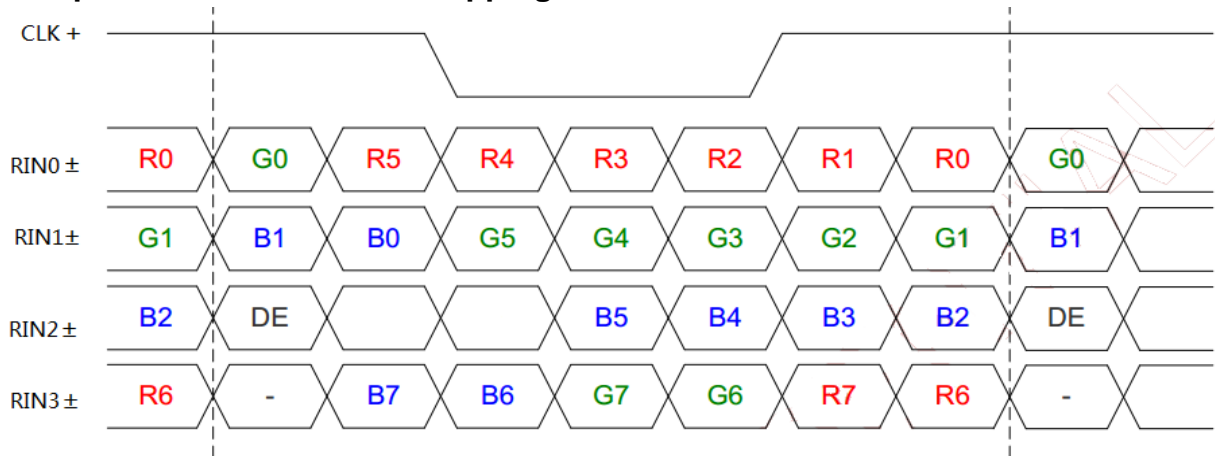 CLK +
RIN0 ± R0 G0 R5 R4 R3 R2 R1 R0 G0
RIN1± G1 B1 B0 G5 G4 G3 G2 G1 B1
RIN2 ± B2 DE B5 B4 B3 B2 DE
RIN3 ± R6 - B7 B6 G7 G6 R7 R6 -